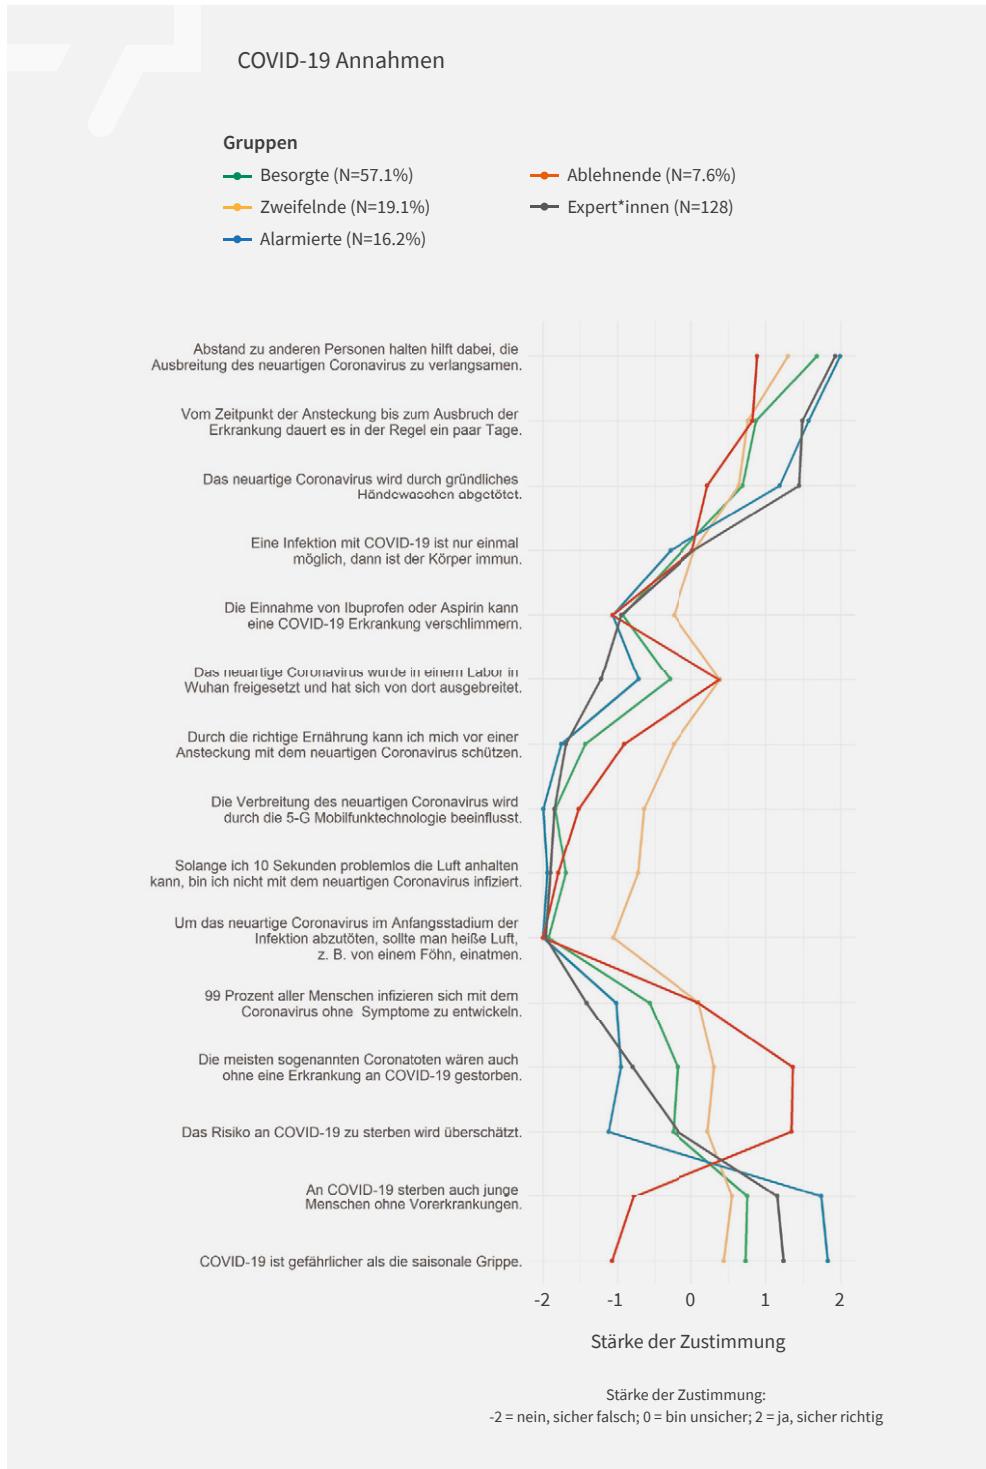 COVID-19 Annahmen
Gruppen
Besorgte (N=57.1%)
Zweifelnde (N=19.1%)
Alarmierte (N=16.2%)
Ablehnende (N=7.6%)
Expert*innen (N=128)
Abstand zu anderen Personen halten hilft dabei, die
Ausbreitung des neuartigen Coronavirus zu verlangsamen.
Vom Zeitpunkt der Ansteckung bis zum Ausbruch der
Erkrankung dauert es in der Regel ein paar Tage.
Das neuartige Coronavirus wird durch gründliches
Händewaschen abgetötet.
Eine Infektion mit COVID-19 ist nur einmal
möglich, dann ist der Körper immun.
Die Einnahme von Ibuprofen oder Aspirin kann
eine COVID-19 Erkrankung verschlimmern.
Das neuartige Coronavirus wurde in einem Labor in
Wuhan freigesetzt und hat sich von dort ausgebreitet.
Durch die richtige Ernährung kann ich mich vor einer
Ansteckung mit dem neuartigen Coronavirus schützen.
Die Verbreitung des neuartigen Coronavirus wird
durch die 5-G Mobilfunktechnologie beeinflusst.
Solange ich 10 Sekunden problemlos die Luft anhalten
kann, bin ich nicht mit dem neuartigen Coronavirus infiziert.
Um das neuartige Coronavirus im Anfangsstadium der
Infektion abzutöten, sollte man heiße Luft,
z. B. von einem Föhn, einatmen.
99 Prozent aller Menschen infizieren sich mit dem
Coronavirus ohne Symptome zu entwickeln.
Die meisten sogenannten Coronatoten wären auch
ohne eine Erkrankung an COVID-19 gestorben.
Das Risiko an COVID-19 zu sterben wird überschätzt.
An COVID-19 sterben auch junge
Menschen ohne Vorerkrankungen.
COVID-19 ist gefährlicher als die saisonale Grippe.
-2 -1 0 1 2
Stärke der Zustimmung
Stärke der Zustimmung:
-2 = nein, sicher falsch; 0 = bin unsicher; 2 = ja, sicher richtig